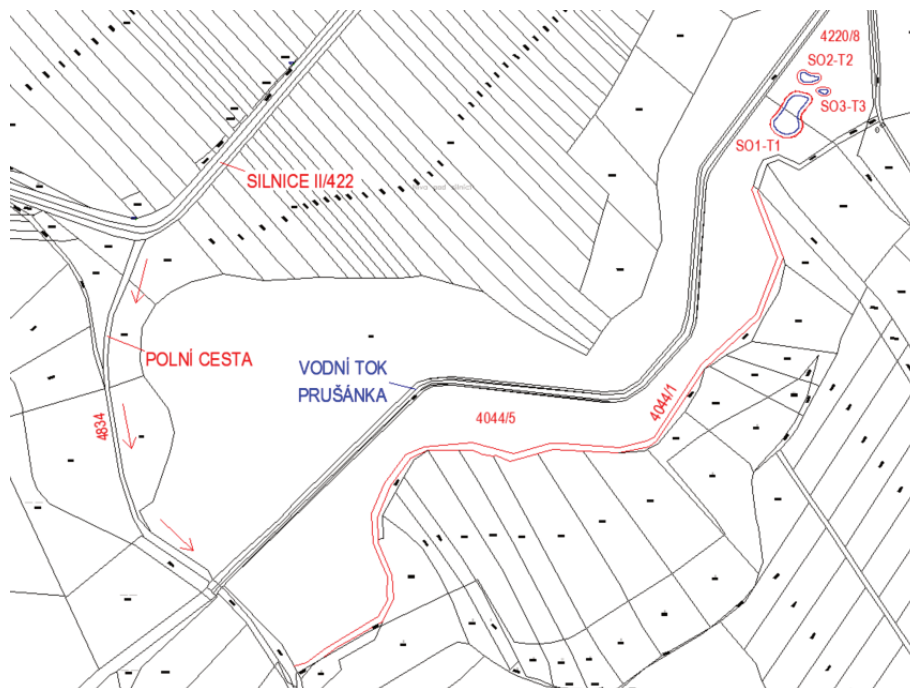 4220/8
SO2-T2
SO3-T3
SO1-T1
SILNICE II/422
POLNÍ CESTA
VODNÍ TOK
PRUŠÁNKA
4834
4044/5
4044/1